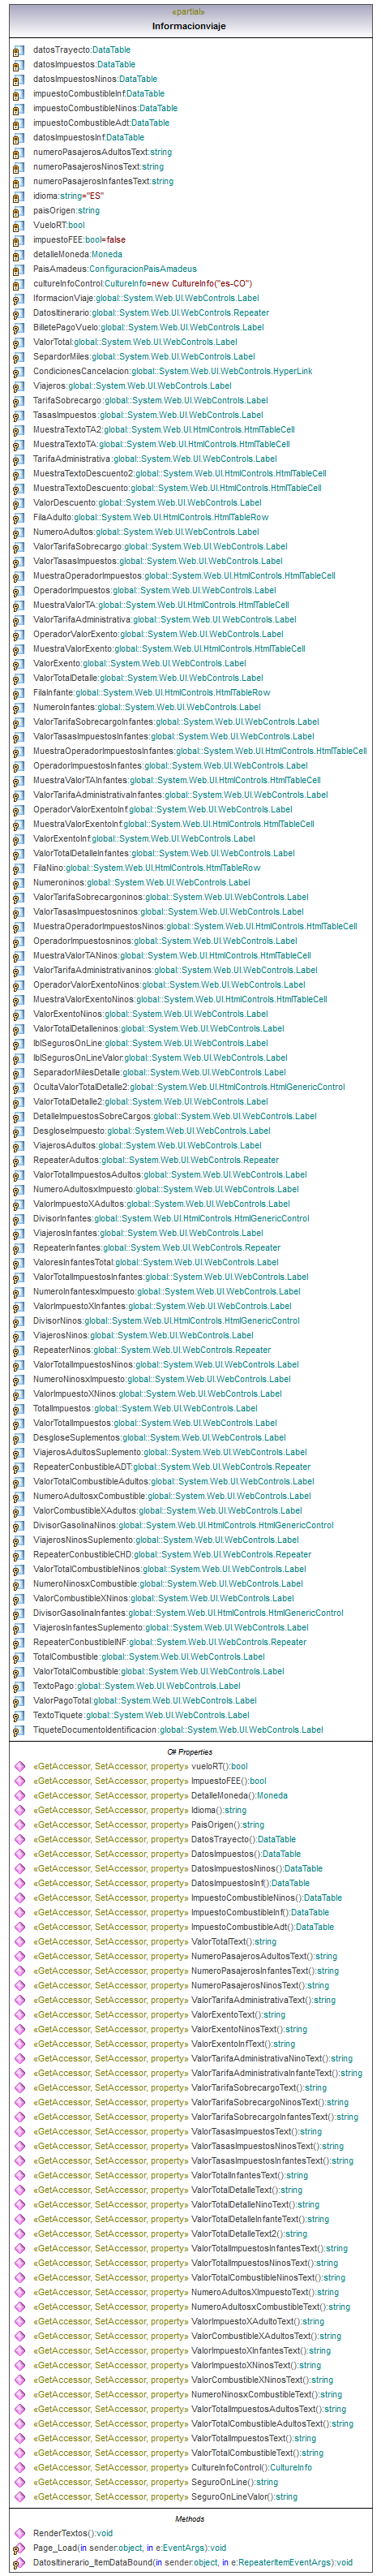 «partial»
Informacionviaje
datosTrayecto:DataTable
datosImpuestos:DataTable
datosImpuestosNinos:DataTable
impuestoCombustibleInf:DataTable
impuestoCombustibleNinos:DataTable
impuestoCombustibleAdt:DataTable
datosImpuestosInf:DataTable
numeroPasajerosAdultosText:string
numeroPasajerosNinosText:string
numeroPasajerosInfantesText:string
idioma:string="ES"
paisOrigen:string
VueloRT:bool
impuestoFEE:bool=false
detalleMoneda:Moneda
PaisAmadeus:ConfiguracionPaisAmadeus
cultureInfoControl:CultureInfo=new CultureInfo("es-CO")
IformacionViaje:global::System.Web.UI.WebControls.Label
DatosItinerario:global::System.Web.UI.WebControls.Repeater
BilletePagoVuelo:global::System.Web.UI.WebControls.Label
ValorTotal:global::System.Web.UI.WebControls.Label
SepardorMiles:global::System.Web.UI.WebControls.Label
CondicionesCancelacion:global::System.Web.UI.WebControls.HyperLink
Viajeros:global::System.Web.UI.WebControls.Label
TarifaSobrecargo:global::System.Web.UI.WebControls.Label
TasasImpuestos:global::System.Web.UI.WebControls.Label
MuestraTextoTA2:global::System.Web.UI.HtmlControls.HtmlTableCell
MuestraTextoTA:global::System.Web.UI.HtmlControls.HtmlTableCell
TarifaAdministrativa:global::System.Web.UI.WebControls.Label
MuestraTextoDescuento2:global::System.Web.UI.HtmlControls.HtmlTableCell
MuestraTextoDescuento:global::System.Web.UI.HtmlControls.HtmlTableCell
ValorDescuento:global::System.Web.UI.WebControls.Label
FilaAdulto:global::System.Web.UI.HtmlControls.HtmlTableRow
NumeroAdultos:global::System.Web.UI.WebControls.Label
ValorTarifaSobrecargo:global::System.Web.UI.WebControls.Label
ValorTasasImpuestos:global::System.Web.UI.WebControls.Label
MuestraOperadorImpuestos:global::System.Web.UI.HtmlControls.HtmlTableCell
OperadorImpuestos:global::System.Web.UI.WebControls.Label
MuestraValorTA:global::System.Web.UI.HtmlControls.HtmlTableCell
ValorTarifaAdministrativa:global::System.Web.UI.WebControls.Label
OperadorValorExento:global::System.Web.UI.WebControls.Label
MuestraValorExento:global::System.Web.UI.HtmlControls.HtmlTableCell
ValorExento:global::System.Web.UI.WebControls.Label
ValorTotalDetalle:global::System.Web.UI.WebControls.Label
FilaInfante:global::System.Web.UI.HtmlControls.HtmlTableRow
NumeroInfantes:global::System.Web.UI.WebControls.Label
ValorTarifaSobrecargoInfantes:global::System.Web.UI.WebControls.Label
ValorTasasImpuestosInfantes:global::System.Web.UI.WebControls.Label
MuestraOperadorImpuestosInfantes:global::System.Web.UI.HtmlControls.HtmlTableCell
OperadorImpuestosInfantes:global::System.Web.UI.WebControls.Label
MuestraValorTAInfantes:global::System.Web.UI.HtmlControls.HtmlTableCell
ValorTarifaAdministrativaInfantes:global::System.Web.UI.WebControls.Label
OperadorValorExentoInf:global::System.Web.UI.WebControls.Label
MuestraValorExentoInf:global::System.Web.UI.HtmlControls.HtmlTableCell
ValorExentoInf:global::System.Web.UI.WebControls.Label
ValorTotalDetalleInfantes:global::System.Web.UI.WebControls.Label
FilaNino:global::System.Web.UI.HtmlControls.HtmlTableRow
Numeroninos:global::System.Web.UI.WebControls.Label
ValorTarifaSobrecargoninos:global::System.Web.UI.WebControls.Label
ValorTasasImpuestosninos:global::System.Web.UI.WebControls.Label
MuestraOperadorImpuestosNinos:global::System.Web.UI.HtmlControls.HtmlTableCell
OperadorImpuestosninos:global::System.Web.UI.WebControls.Label
MuestraValorTANinos:global::System.Web.UI.HtmlControls.HtmlTableCell
ValorTarifaAdministrativaninos:global::System.Web.UI.WebControls.Label
OperadorValorExentoNinos:global::System.Web.UI.WebControls.Label
MuestraValorExentoNinos:global::System.Web.UI.HtmlControls.HtmlTableCell
ValorExentoNinos:global::System.Web.UI.WebControls.Label
ValorTotalDetalleninos:global::System.Web.UI.WebControls.Label
lblSegurosOnLine:global::System.Web.UI.WebControls.Label
lblSegurosOnLineValor:global::System.Web.UI.WebControls.Label
SeparadorMilesDetalle:global::System.Web.UI.WebControls.Label
OcultaValorTotalDetalle2:global::System.Web.UI.HtmlControls.HtmlGenericControl
ValorTotalDetalle2:global::System.Web.UI.WebControls.Label
DetalleImpuestosSobreCargos:global::System.Web.UI.WebControls.Label
DesgloseImpuesto:global::System.Web.UI.WebControls.Label
ViajerosAdultos:global::System.Web.UI.WebControls.Label
RepeaterAdultos:global::System.Web.UI.WebControls.Repeater
ValorTotalImpuestosAdultos:global::System.Web.UI.WebControls.Label
NumeroAdultosxImpuesto:global::System.Web.UI.WebControls.Label
ValorImpuestoXAdultos:global::System.Web.UI.WebControls.Label
DivisorInfantes:global::System.Web.UI.HtmlControls.HtmlGenericControl
ViajerosInfantes:global::System.Web.UI.WebControls.Label
RepeaterInfantes:global::System.Web.UI.WebControls.Repeater
ValoresInfantesTotal:global::System.Web.UI.WebControls.Label
ValorTotalImpuestosInfantes:global::System.Web.UI.WebControls.Label
NumeroInfantesxImpuesto:global::System.Web.UI.WebControls.Label
ValorImpuestoXInfantes:global::System.Web.UI.WebControls.Label
DivisorNinos:global::System.Web.UI.HtmlControls.HtmlGenericControl
ViajerosNinos:global::System.Web.UI.WebControls.Label
RepeaterNinos:global::System.Web.UI.WebControls.Repeater
ValorTotalImpuestosNinos:global::System.Web.UI.WebControls.Label
NumeroNinosxImpuesto:global::System.Web.UI.WebControls.Label
ValorImpuestoXNinos:global::System.Web.UI.WebControls.Label
TotalImpuestos:global::System.Web.UI.WebControls.Label
ValorTotalImpuestos:global::System.Web.UI.WebControls.Label
DesgloseSuplementos:global::System.Web.UI.WebControls.Label
ViajerosAdultosSuplemento:global::System.Web.UI.WebControls.Label
RepeaterConbustibleADT:global::System.Web.UI.WebControls.Repeater
ValorTotalCombustibleAdultos:global::System.Web.UI.WebControls.Label
NumeroAdultosxCombustible:global::System.Web.UI.WebControls.Label
ValorCombustibleXAdultos:global::System.Web.UI.WebControls.Label
DivisorGasolinaNinos:global::System.Web.UI.HtmlControls.HtmlGenericControl
ViajerosNinosSuplemento:global::System.Web.UI.WebControls.Label
RepeaterConbustibleCHD:global::System.Web.UI.WebControls.Repeater
ValorTotalCombustibleNinos:global::System.Web.UI.WebControls.Label
NumeroNinosxCombustible:global::System.Web.UI.WebControls.Label
ValorCombustibleXNinos:global::System.Web.UI.WebControls.Label
DivisorGasolinaInfantes:global::System.Web.UI.HtmlControls.HtmlGenericControl
ViajerosInfantesSuplemento:global::System.Web.UI.WebControls.Label
RepeaterConbustibleINF:global::System.Web.UI.WebControls.Repeater
TotalCombustible:global::System.Web.UI.WebControls.Label
ValorTotalCombustible:global::System.Web.UI.WebControls.Label
TextoPago:global::System.Web.UI.WebControls.Label
ValorPagoTotal:global::System.Web.UI.WebControls.Label
TextoTiquete:global::System.Web.UI.WebControls.Label
TiqueteDocumentoIdentificacion:global::System.Web.UI.WebControls.Label
C# Properties
«GetAccessor, SetAccessor, property» vueloRT():bool
«GetAccessor, SetAccessor, property» ImpuestoFEE():bool
«GetAccessor, SetAccessor, property» DetalleMoneda():Moneda
«GetAccessor, SetAccessor, property» Idioma():string
«GetAccessor, SetAccessor, property» PaisOrigen():string
«GetAccessor, SetAccessor, property» DatosTrayecto():DataTable
«GetAccessor, SetAccessor, property» DatosImpuestos():DataTable
«GetAccessor, SetAccessor, property» DatosImpuestosNinos():DataTable
«GetAccessor, SetAccessor, property» DatosImpuestosInf():DataTable
«GetAccessor, SetAccessor, property» ImpuestoCombustibleNinos():DataTable
«GetAccessor, SetAccessor, property» ImpuestoCombustibleInf():DataTable
«GetAccessor, SetAccessor, property» ImpuestoCombustibleAdt():DataTable
«GetAccessor, SetAccessor, property» ValorTotalText():string
«GetAccessor, SetAccessor, property» NumeroPasajerosAdultosText():string
«GetAccessor, SetAccessor, property» NumeroPasajerosInfantesText():string
«GetAccessor, SetAccessor, property» NumeroPasajerosNinosText():string
«GetAccessor, SetAccessor, property» ValorTarifaAdministrativaText():string
«GetAccessor, SetAccessor, property» ValorExentoText():string
«GetAccessor, SetAccessor, property» ValorExentoNinosText():string
«GetAccessor, SetAccessor, property» ValorExentoInfText():string
«GetAccessor, SetAccessor, property» ValorTarifaAdministrativaNinoText():string
«GetAccessor, SetAccessor, property» ValorTarifaAdministrativaInfanteText():string
«GetAccessor, SetAccessor, property» ValorTarifaSobrecargoText():string
«GetAccessor, SetAccessor, property» ValorTarifaSobrecargoNinosText():string
«GetAccessor, SetAccessor, property» ValorTarifaSobrecargoInfantesText():string
«GetAccessor, SetAccessor, property» ValorTasasImpuestosText():string
«GetAccessor, SetAccessor, property» ValorTasasImpuestosNinosText():string
«GetAccessor, SetAccessor, property» ValorTasasImpuestosInfantesText():string
«GetAccessor, SetAccessor, property» ValorTotalInfantesText():string
«GetAccessor, SetAccessor, property» ValorTotalDetalleText():string
«GetAccessor, SetAccessor, property» ValorTotalDetalleNinoText():string
«GetAccessor, SetAccessor, property» ValorTotalDetalleInfanteText():string
«GetAccessor, SetAccessor, property» ValorTotalDetalleText2():string
«GetAccessor, SetAccessor, property» ValorTotalImpuestosInfantesText():string
«GetAccessor, SetAccessor, property» ValorTotalImpuestosNinosText():string
«GetAccessor, SetAccessor, property» ValorTotalCombustibleNinosText():string
«GetAccessor, SetAccessor, property» NumeroAdultosXImpuestoText():string
«GetAccessor, SetAccessor, property» NumeroAdultosxCombustibleText():string
«GetAccessor, SetAccessor, property» ValorImpuestoXAdultoText():string
«GetAccessor, SetAccessor, property» ValorCombustibleXAdultosText():string
«GetAccessor, SetAccessor, property» ValorImpuestoXInfantesText():string
«GetAccessor, SetAccessor, property» ValorImpuestoXNinosText():string
«GetAccessor, SetAccessor, property» ValorCombustibleXNinosText():string
«GetAccessor, SetAccessor, property» NumeroNinosxCombustibleText():string
«GetAccessor, SetAccessor, property» ValorTotalImpuestosAdultosText():string
«GetAccessor, SetAccessor, property» ValorTotalCombustibleAdultosText():string
«GetAccessor, SetAccessor, property» ValorTotalImpuestosText():string
«GetAccessor, SetAccessor, property» ValorTotalCombustibleText():string
«GetAccessor, SetAccessor, property» CultureInfoControl():CultureInfo
«GetAccessor, SetAccessor, property» SeguroOnLine():string
«GetAccessor, SetAccessor, property» SeguroOnLineValor():string
Methods
RenderTextos():void
Page_Load(in sender:object, in e:EventArgs):void
DatosItinerario_ItemDataBound(in sender:object, in e:RepeaterItemEventArgs):void